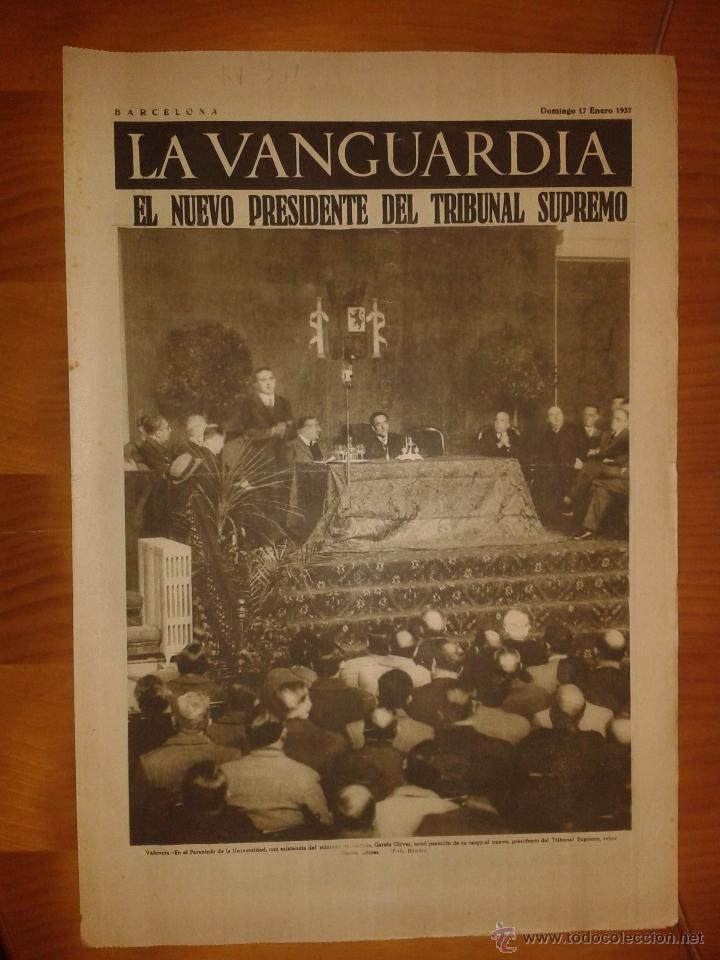 BARCELONA
Domingo 17 Enero 1937
LA VANGUARDIA
EL NUEVO PRESIDENTE DEL TRIBUNAL SUPREMO
Valencia.—En el Paraninfo de la Universidad, con asistencia del ministro de Justicia, García Oliver, tomó posesión de su cargo el nuevo presidente del Tribunal Supremo, señor
Foto
www.todocoleccion.net